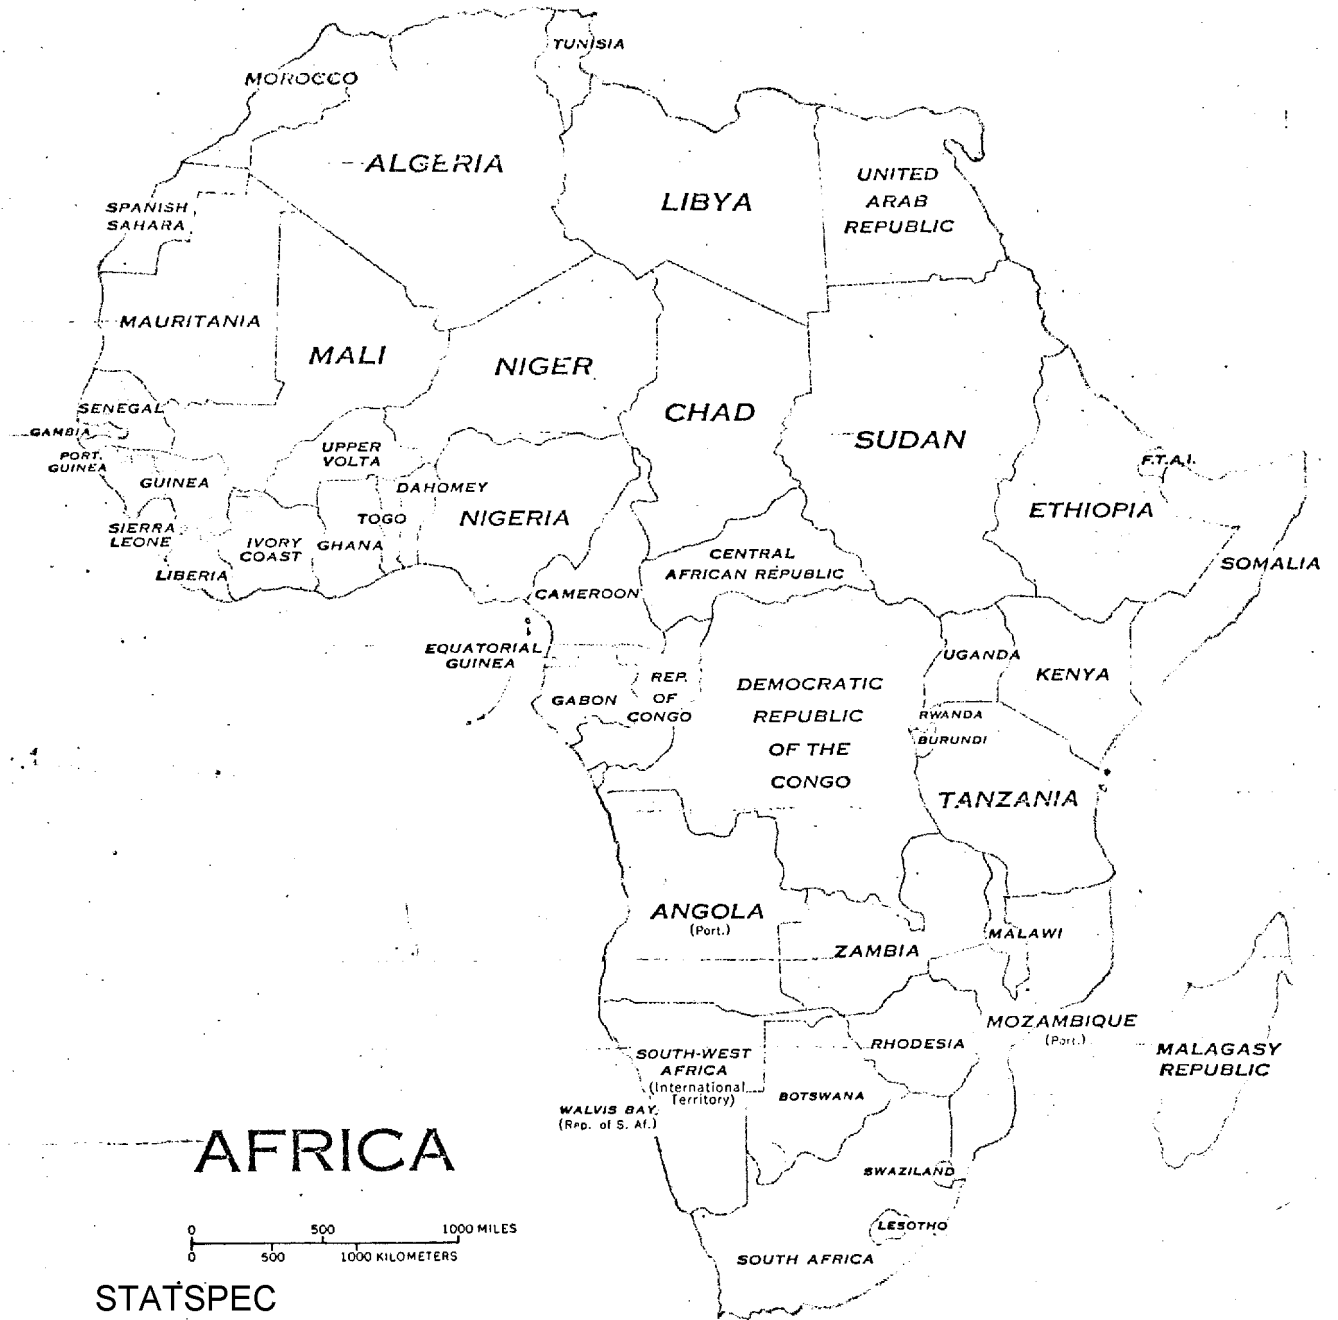 TUNISIA
MOROCCO
ALGERIA
LIBYA
UNITED
ARAB
REPUBLIC
SPANISH
SAHARA
MAURITANIA
MALI
NIGER
CHAD
SUDAN
SENEGAL
GAMBIA
PORT.
GUINEA
GUINEA
UPPER
VOLTA
DAHOMEY
NIGERIA
F.T.A.I.
ETHIOPIA
SOMALIA
SIERRA
LEONE
LIBERIA
IVORY
COAST
GHANA
TOGO
CENTRAL
AFRICAN REPUBLIC
CAMEROON
EQUATORIAL
GUINEA
GABON
REP.
OF
CONGO
DEMOCRATIC
REPUBLIC
OF THE
CONGO
UGANDA
KENYA
RWANDA
BURUNDI
TANZANIA
ANGOLA
(Port.)
ZAMBIA
MALAWI
MOZAMBIQUE
(Port.)
MALAGASY
REPUBLIC
SOUTH-WEST
AFRICA
(International
Territory)
WALVIS BAY
(Rep. of S. Af.)
RHODESIA
BOTSWANA
SWAZILAND
LESOTHO
SOUTH AFRICA
AFRICA
0 500 1000 MILES
0 500 1000 KILOMETERS
STATSPEC